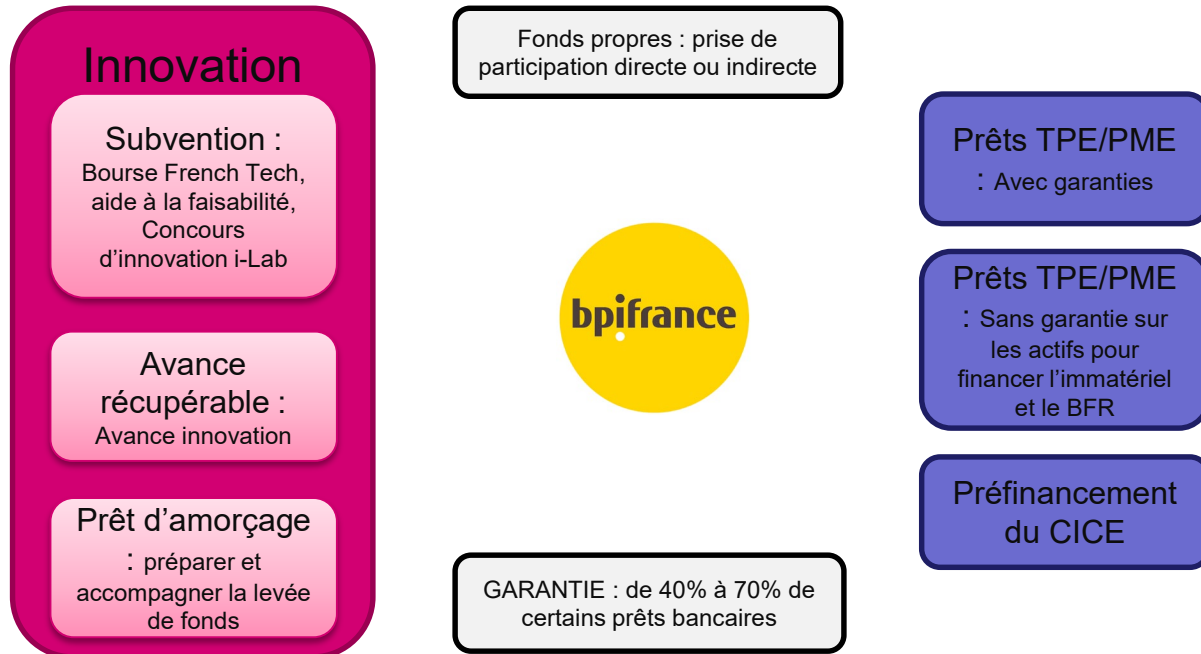 Innovation
Subvention :
Bourse French Tech,
aide à la faisabilité,
Concours
d’innovation i-Lab
Avance
récupérable :
Avance innovation
Prêt d’amorçage
: préparer et
accompagner la levée
de fonds
Fonds propres : prise de
participation directe ou indirecte
bpifrance
GARANTIE : de 40% à 70% de
certains prêts bancaires
Prêts TPE/PME
: Avec garanties
Prêts TPE/PME
: Sans garantie sur
les actifs pour
financer l’immatériel
et le BFR
Préfinancement
du CICE